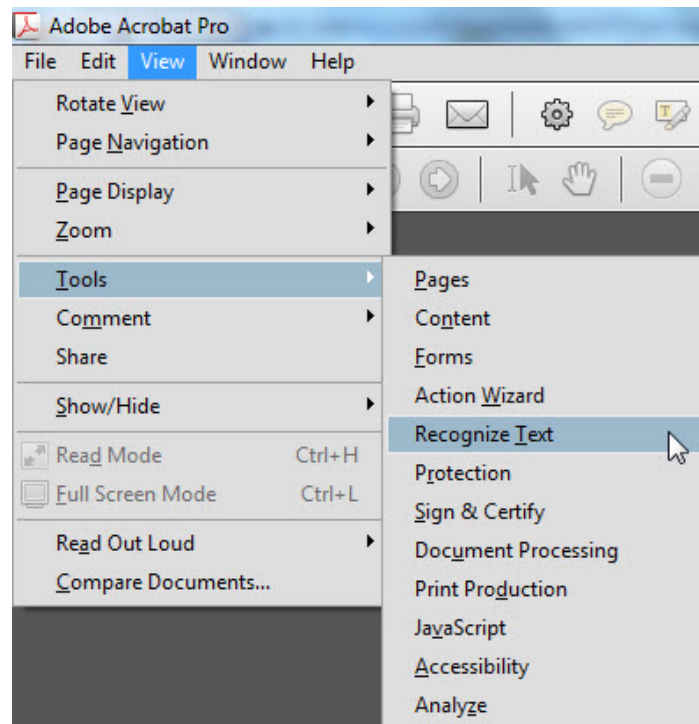 Adobe Acrobat Pro
File Edit View Window Help
Rotate View
Page Navigation
Page Display
Zoom
Tools
Comment
Share
Show/Hide
Read Mode Ctrl+H
Full Screen Mode Ctrl+L
Read Out Loud
Compare Documents...
Pages
Content
Forms
Action Wizard
Recognize Text
Protection
Sign & Certify
Document Processing
Print Production
JavaScript
Accessibility
Analyze